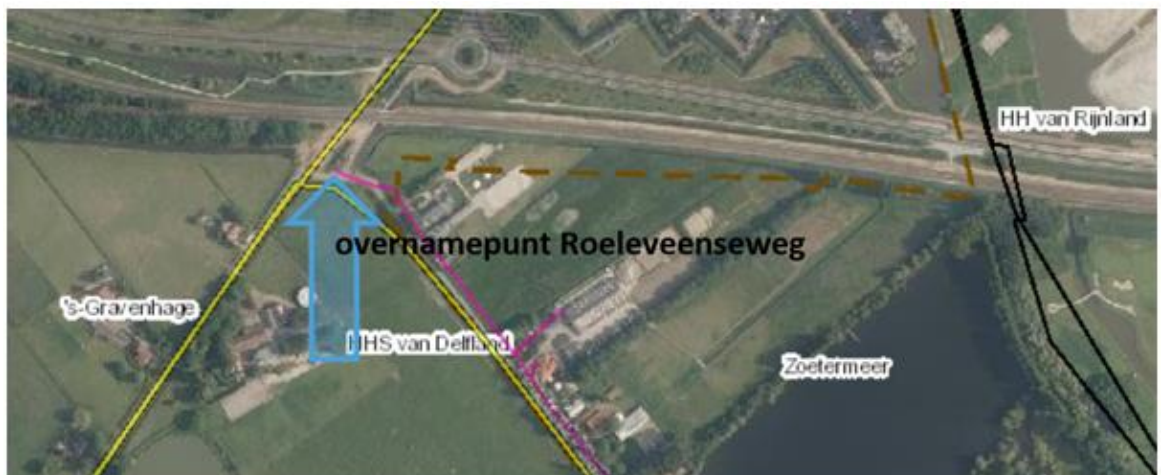 HH van Rijnland
overnamepunt Roeleveenseweg
's-Gravenhage
HHS van Delfland
Zoetermeer